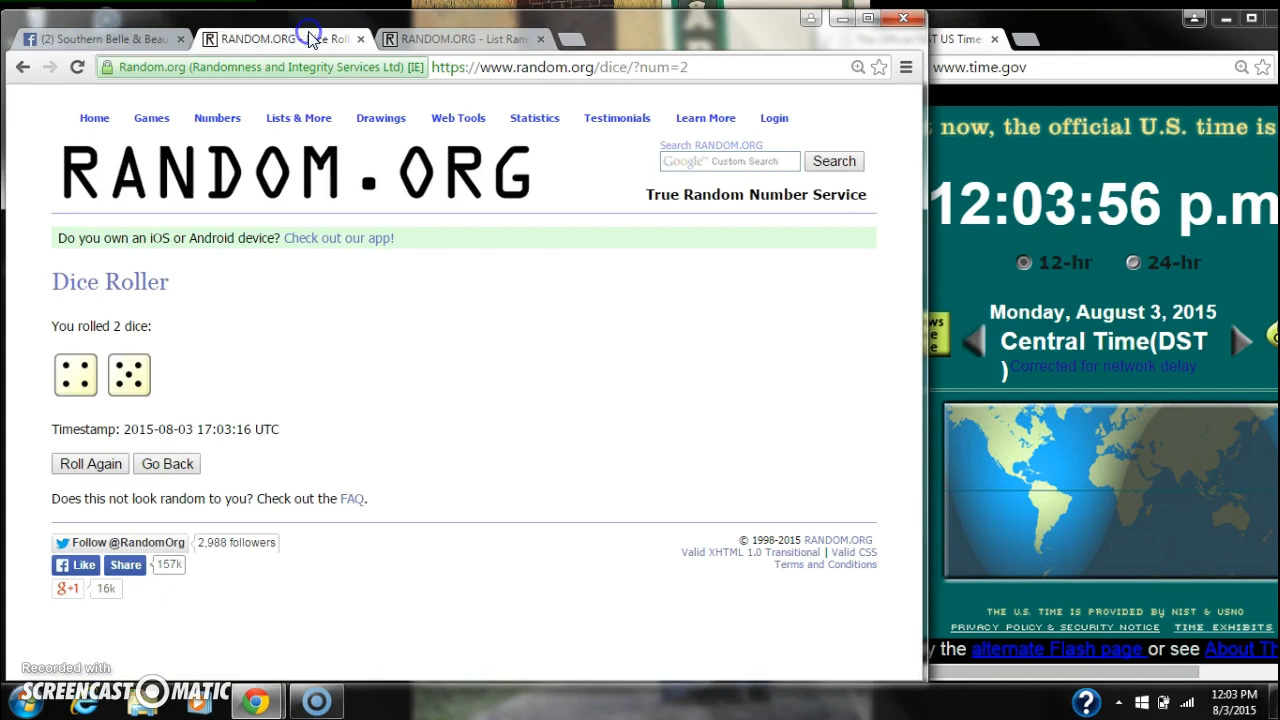 (2) Southern Belle & Beau
RANDOM.ORG
ce Roll
RANDOM.ORG - List Ran
ST US Time
Random.org (Randomness and Integrity Services Ltd) [IE]
https://www.random.org/dice/?num=2
www.time.gov
Home
Games
Numbers
Lists & More
Drawings
Web Tools
Statistics
Testimonials
Learn More
Login
RANDOM.ORG
Search RANDOM.ORG
Google™ Custom Search
Search
True Random Number Service
Do you own an iOS or Android device? Check out our app!
Dice Roller
You rolled 2 dice:
Timestamp: 2015-08-03 17:03:16 UTC
Roll Again
Go Back
Does this not look random to you? Check out the FAQ.
Follow @RandomOrg
2,988 followers
Like
Share
157k
g+1
16k
© 1998-2015 RANDOM.ORG
Valid XHTML 1.0 Transitional | Valid CSS
Terms and Conditions
now, the official U.S. time is
12:03:56 p.m
12-hr
24-hr
Monday, August 3, 2015
Central Time(DST
)
Corrected for network delay
THE U.S. TIME IS PROVIDED BY NIST & USNO
PRIVACY POLICY & SECURITY NOTICE
TIME EXHIBITS
y the alternate Flash page or see About Th
Recorded with
SCREENCAST-O-MATIC
12:03 PM
8/3/2015